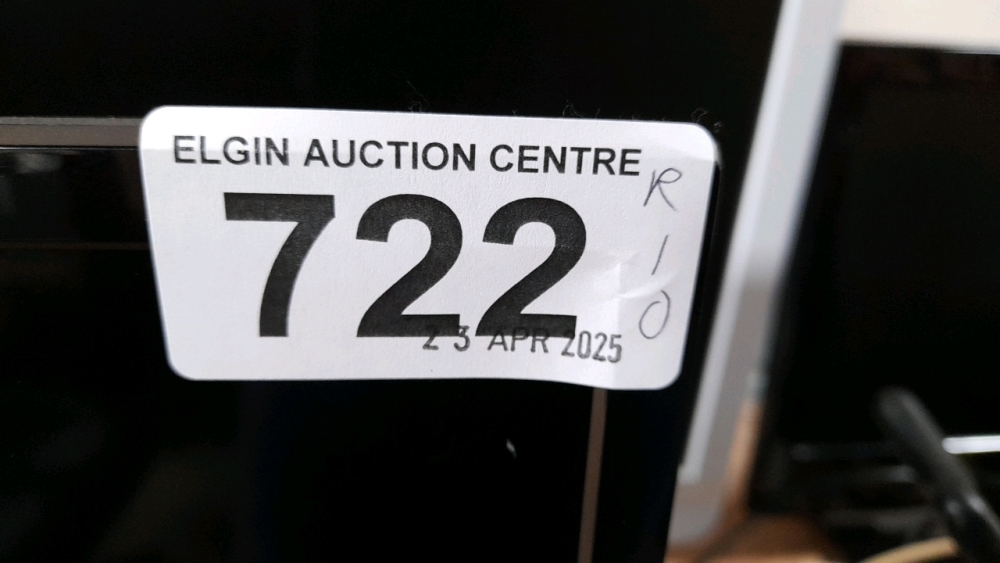 ELGIN AUCTION CENTRE
722
23 APR 2025
R
1
0